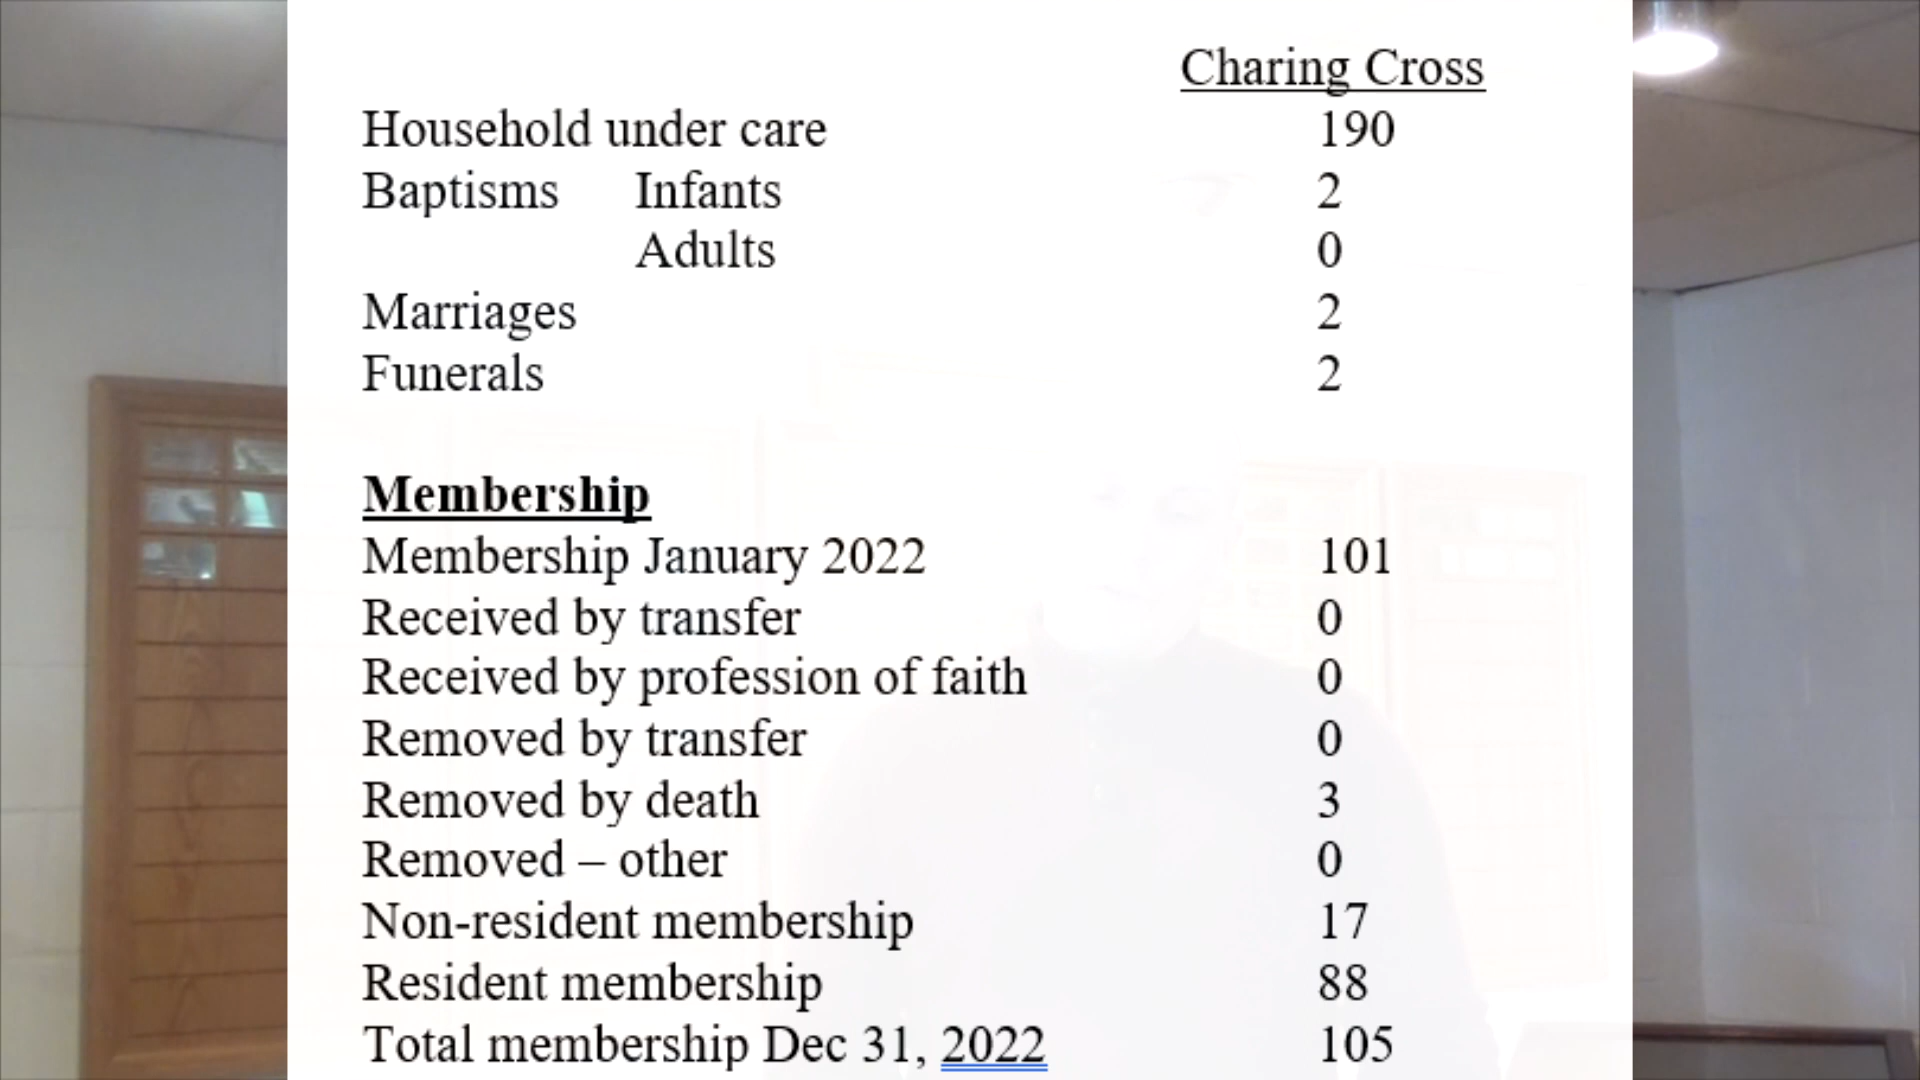 Charing Cross
Household under care 190
Baptisms Infants 2
Adults 0
Marriages 2
Funerals 2
Membership
Membership January 2022 101
Received by transfer 0
Received by profession of faith 0
Removed by transfer 0
Removed by death 3
Removed – other 0
Non-resident membership 17
Resident membership 88
Total membership Dec 31, 2022 105